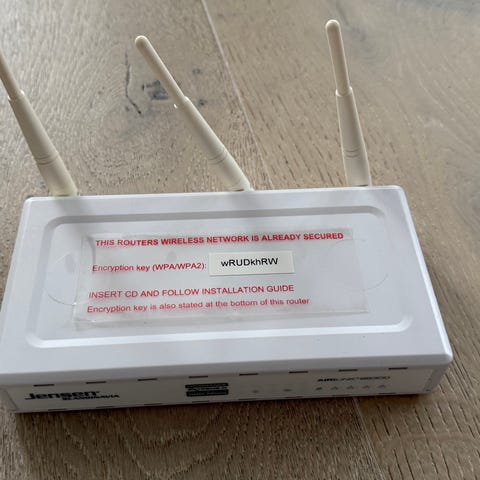 THIS ROUTERS WIRELESS NETWORK IS ALREADY SECURED
Encryption key (WPA/WPA2): wRUDkhRW
INSERT CD AND FOLLOW INSTALLATION GUIDE
Encryption key is also stated at the bottom of this router
Jensen
SCANDINAVIA